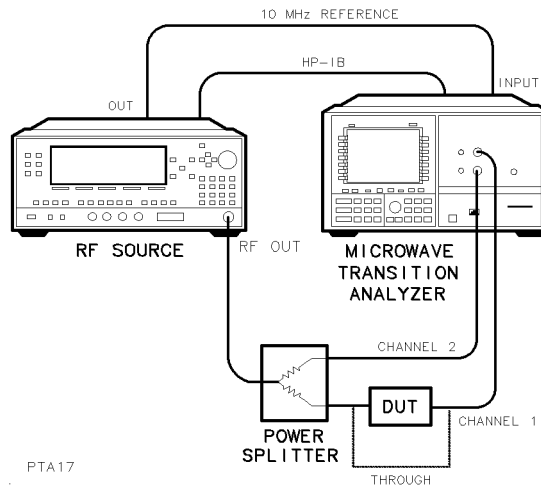 10 MHz REFERENCE
HP-IB
OUT
INPUT
RF SOURCE
RF OUT
MICROWAVE
TRANSITION
ANALYZER
CHANNEL 2
DUT
CHANNEL 1
POWER
SPLITTER
THROUGH
PTA17